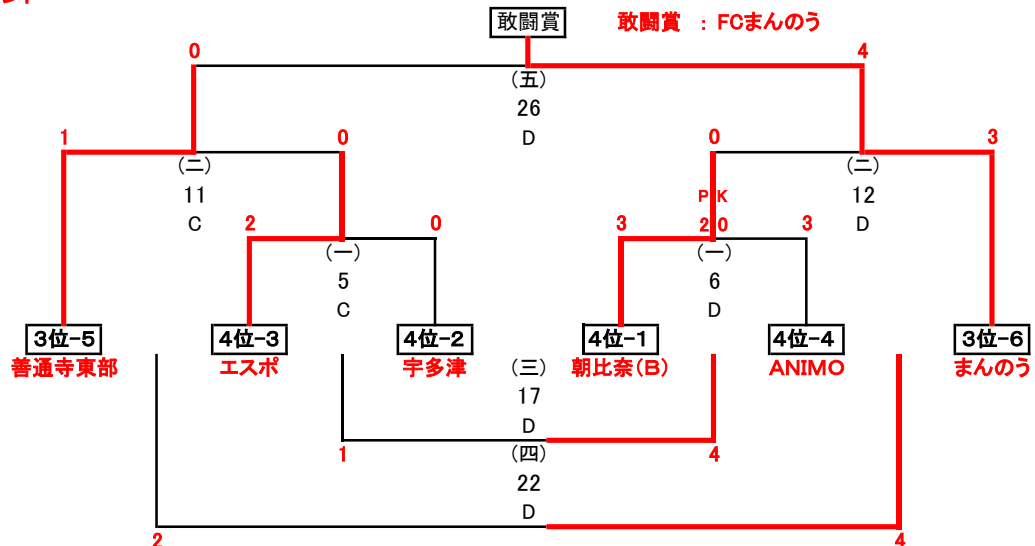 敢闘賞
敢闘賞 : FCまんのう
0
4
(五)
26
D
1
0
0
3
(二)
11
C
(二)
12
D
PK
2
0
3
20
3
(一)
5
C
(一)
6
D
3位-5
4位-3
4位-2
4位-1
4位-4
3位-6
善通寺東部
エスポ
宇多津
朝比奈(B)
ANIMO
まんのう
(三)
17
D
1
4
(四)
22
D
2
4